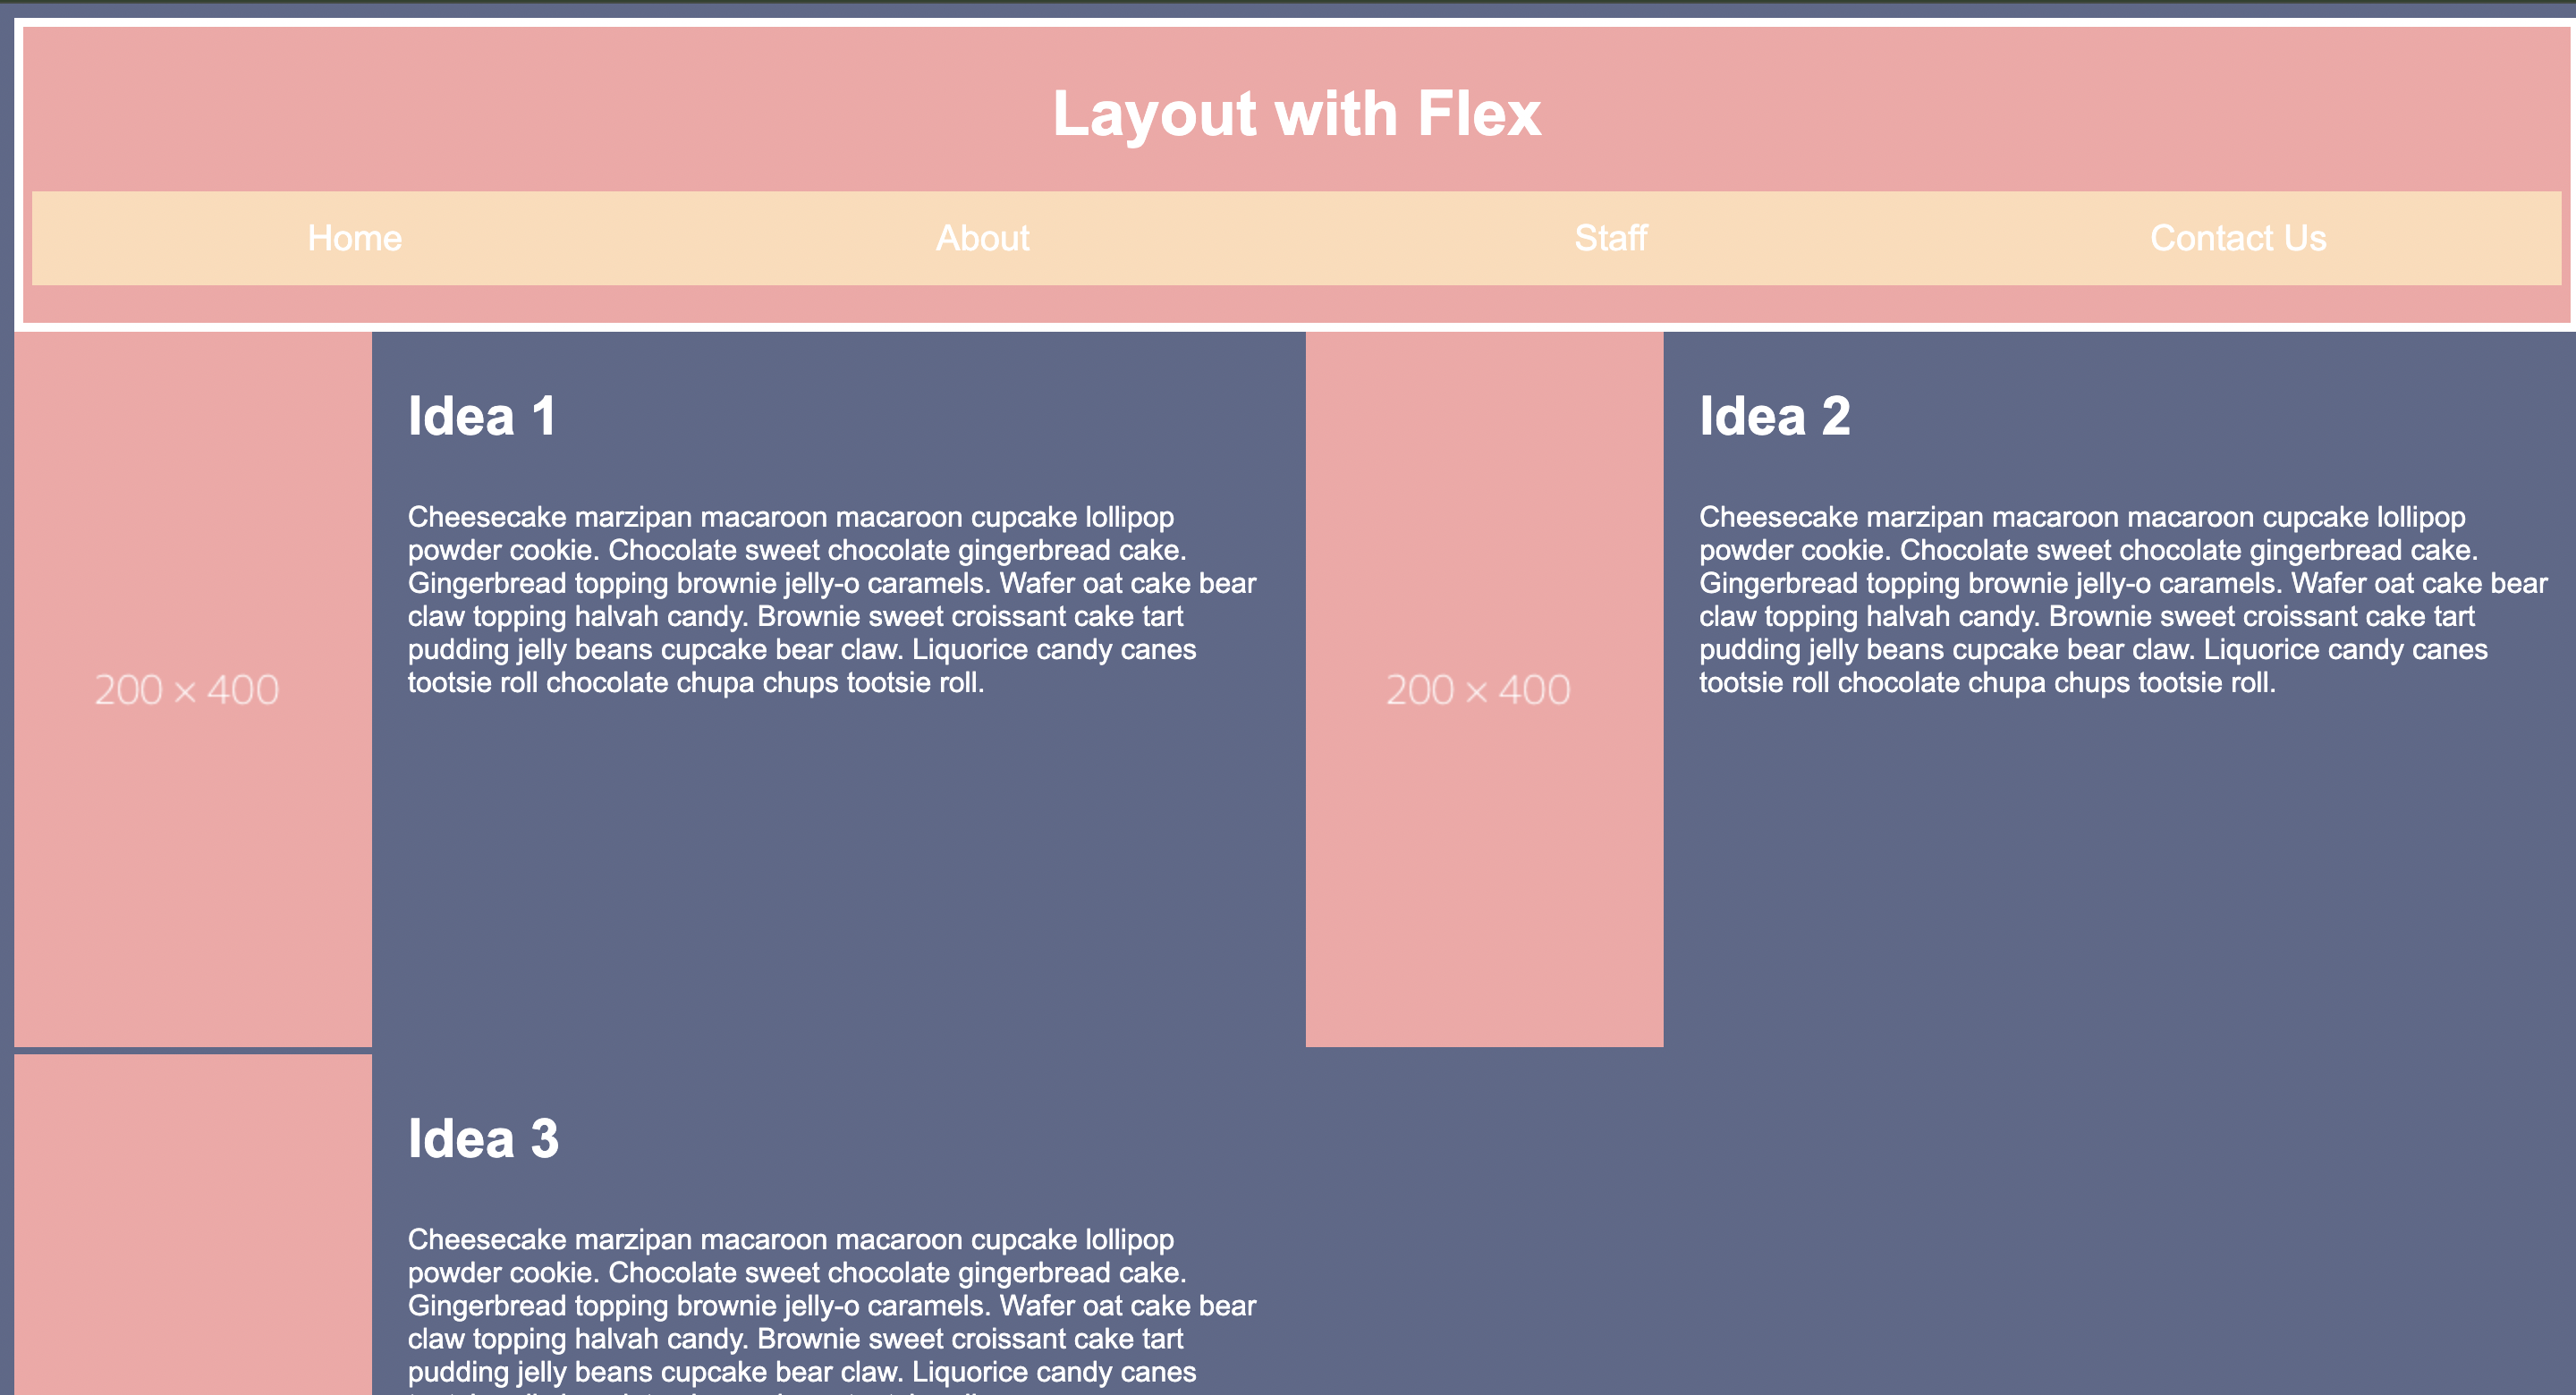 Layout with Flex
Home About Staff Contact Us
Idea 1
Cheesecake marzipan macaroon macaroon cupcake lollipop
powder cookie. Chocolate sweet chocolate gingerbread cake.
Gingerbread topping brownie jelly-o caramels. Wafer oat cake bear
claw topping halvah candy. Brownie sweet croissant cake tart
pudding jelly beans cupcake bear claw. Liquorice candy canes
tootsie roll chocolate chupa chups tootsie roll.
200 × 400
Idea 2
Cheesecake marzipan macaroon macaroon cupcake lollipop
powder cookie. Chocolate sweet chocolate gingerbread cake.
Gingerbread topping brownie jelly-o caramels. Wafer oat cake bear
claw topping halvah candy. Brownie sweet croissant cake tart
pudding jelly beans cupcake bear claw. Liquorice candy canes
tootsie roll chocolate chupa chups tootsie roll.
200 × 400
Idea 3
Cheesecake marzipan macaroon macaroon cupcake lollipop
powder cookie. Chocolate sweet chocolate gingerbread cake.
Gingerbread topping brownie jelly-o caramels. Wafer oat cake bear
claw topping halvah candy. Brownie sweet croissant cake tart
pudding jelly beans cupcake bear claw. Liquorice candy canes